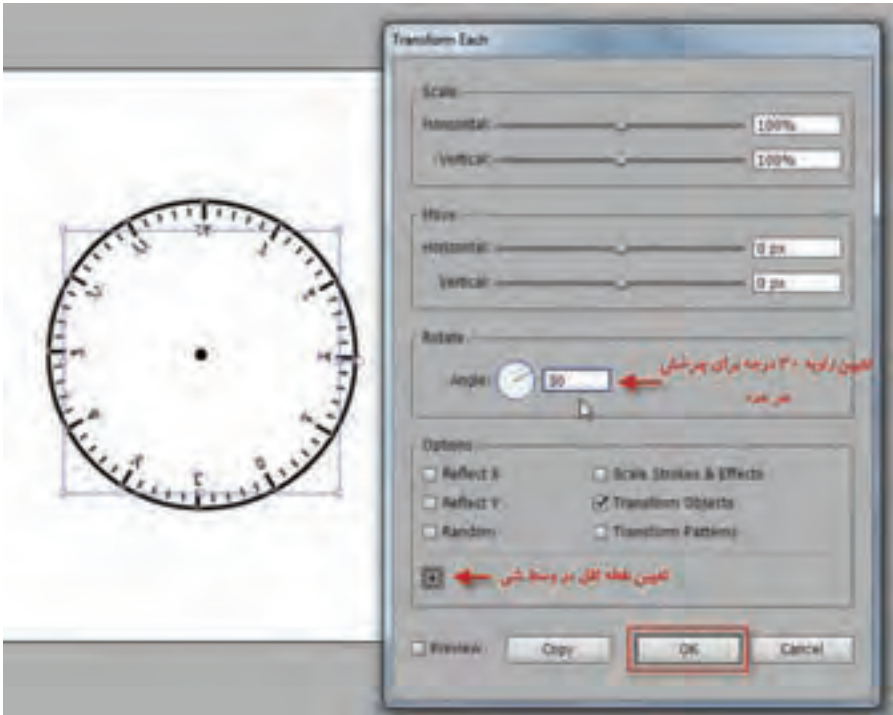 Transform Each
Scale
Horizontal: 100%
Vertical: 100%
Move
Horizontal: 0 px
Vertical: 0 px
Rotate
Angle: 30
تعیین زاویه ۳۰ درجه برای چرخش
هر عدد
Options
Reflect X
Scale Strokes & Effects
Reflect Y
Transform Objects
Random
Transform Patterns
تعیین نقطه ثقل در وسط شی
Preview
Copy
OK
Cancel